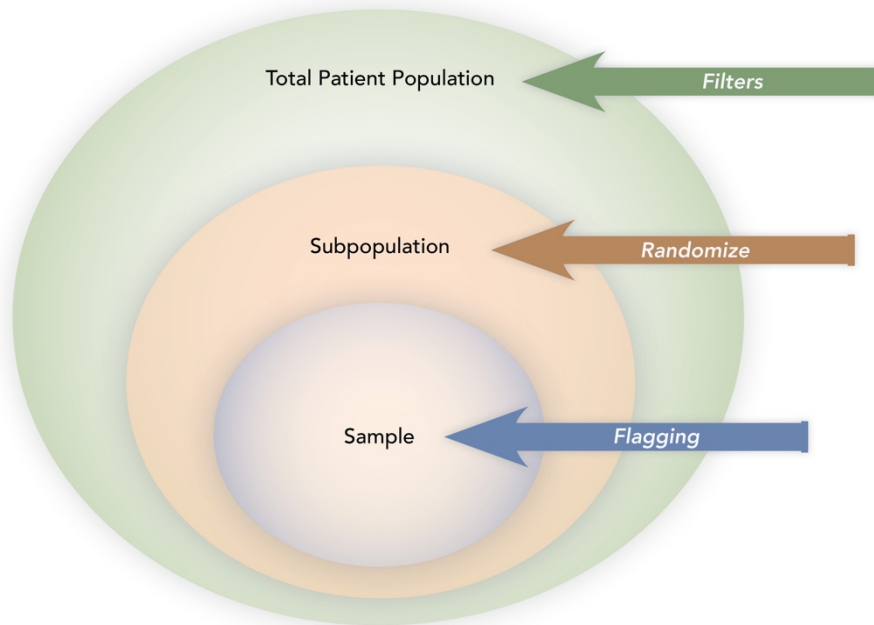 Total Patient Population
Filters
Subpopulation
Randomize
Sample
Flagging